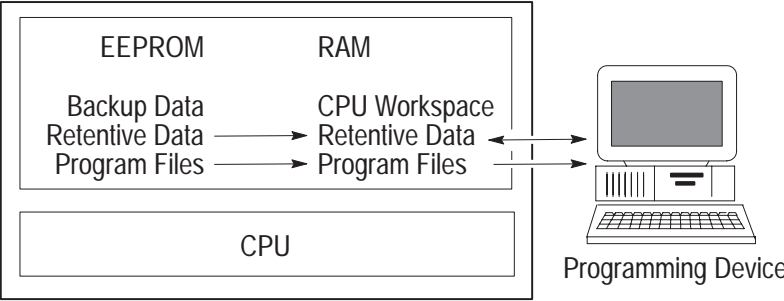 EEPROM RAM
Backup Data CPU Workspace
Retentive Data Retentive Data
Program Files Program Files
CPU
Programming Device